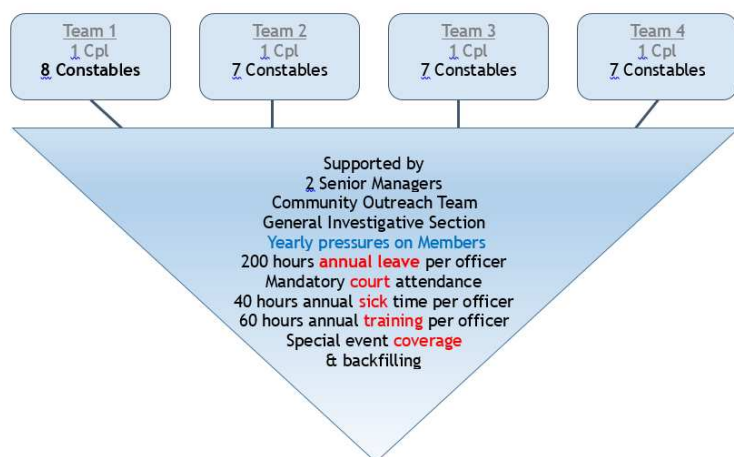 Team 1
1 Cpl
8 Constables
Team 2
1 Cpl
7 Constables
Team 3
1 Cpl
7 Constables
Team 4
1 Cpl
7 Constables
Supported by
2 Senior Managers
Community Outreach Team
General Investigative Section
Yearly pressures on Members
200 hours annual leave per officer
Mandatory court attendance
40 hours annual sick time per officer
60 hours annual training per officer
Special event coverage
& backfilling